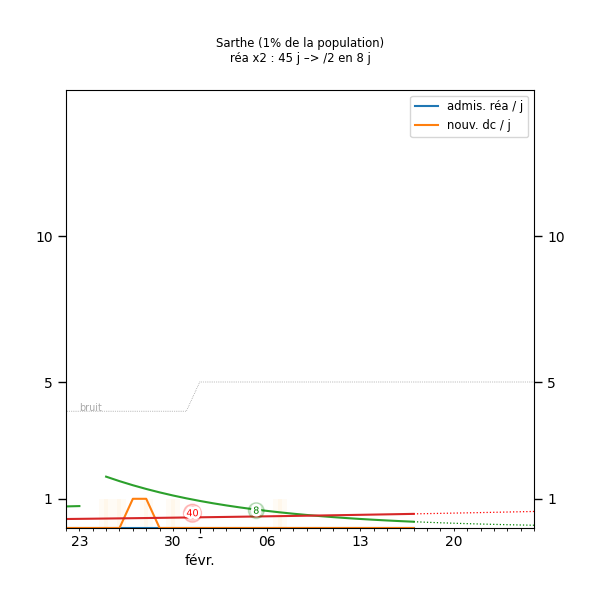 Sarthe (1% de la population)
réa x2 : 45 j –> /2 en 8 j
admis. réa / j
nouv. dc / j
10 10
5 5
bruit
1 1
40 8
23 30 - 06 13 20
févr.